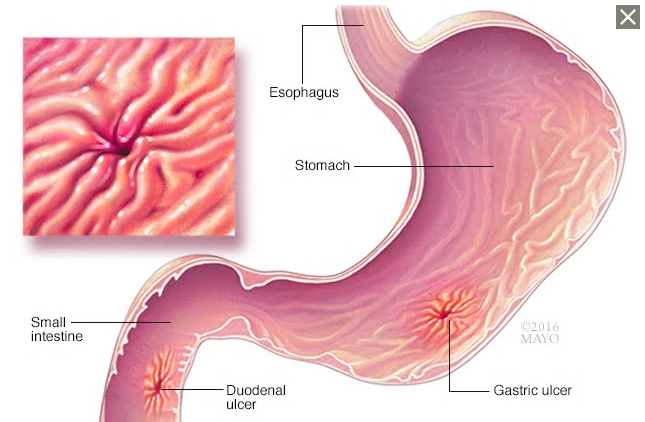 Esophagus
Stomach
Small
intestine
Duodenal
ulcer
Gastric ulcer
©2016
MAYO